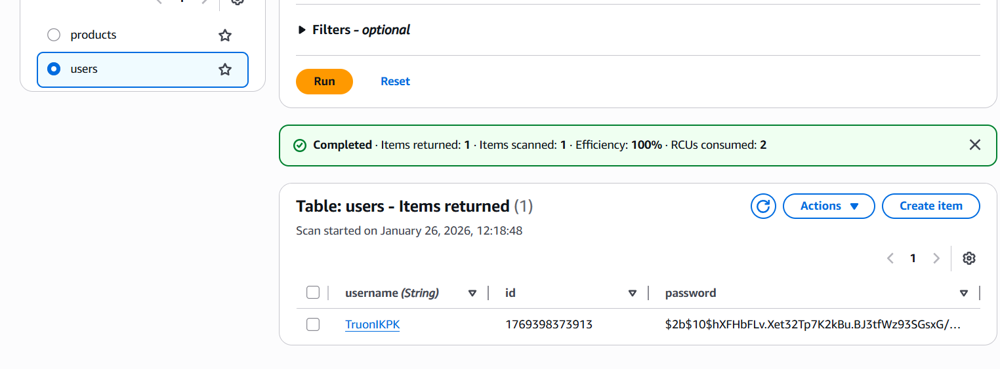 products
users
Filters - optional
Run Reset
Completed · Items returned: 1 · Items scanned: 1 · Efficiency: 100% · RCUs consumed: 2
Table: users - Items returned (1)
Actions Create item
Scan started on January 26, 2026, 12:18:48
1
username (String) id password
TruonIKPK 1769398373913 $2b$10$hXFHbFLv.Xet32Tp7K2kBu.BJ3tfWz93SGsxG/...